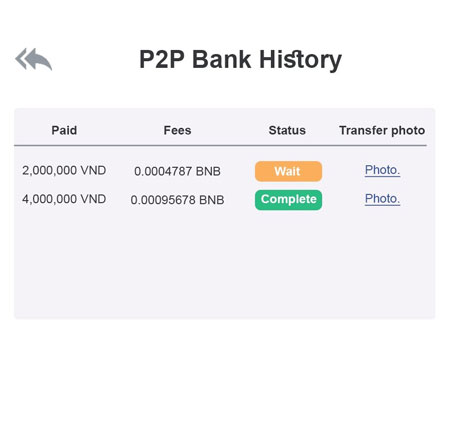 P2P Bank History
Paid Fees Status Transfer photo
2,000,000 VND 0.0004787 BNB Wait Photo.
4,000,000 VND 0.00095678 BNB Complete Photo.